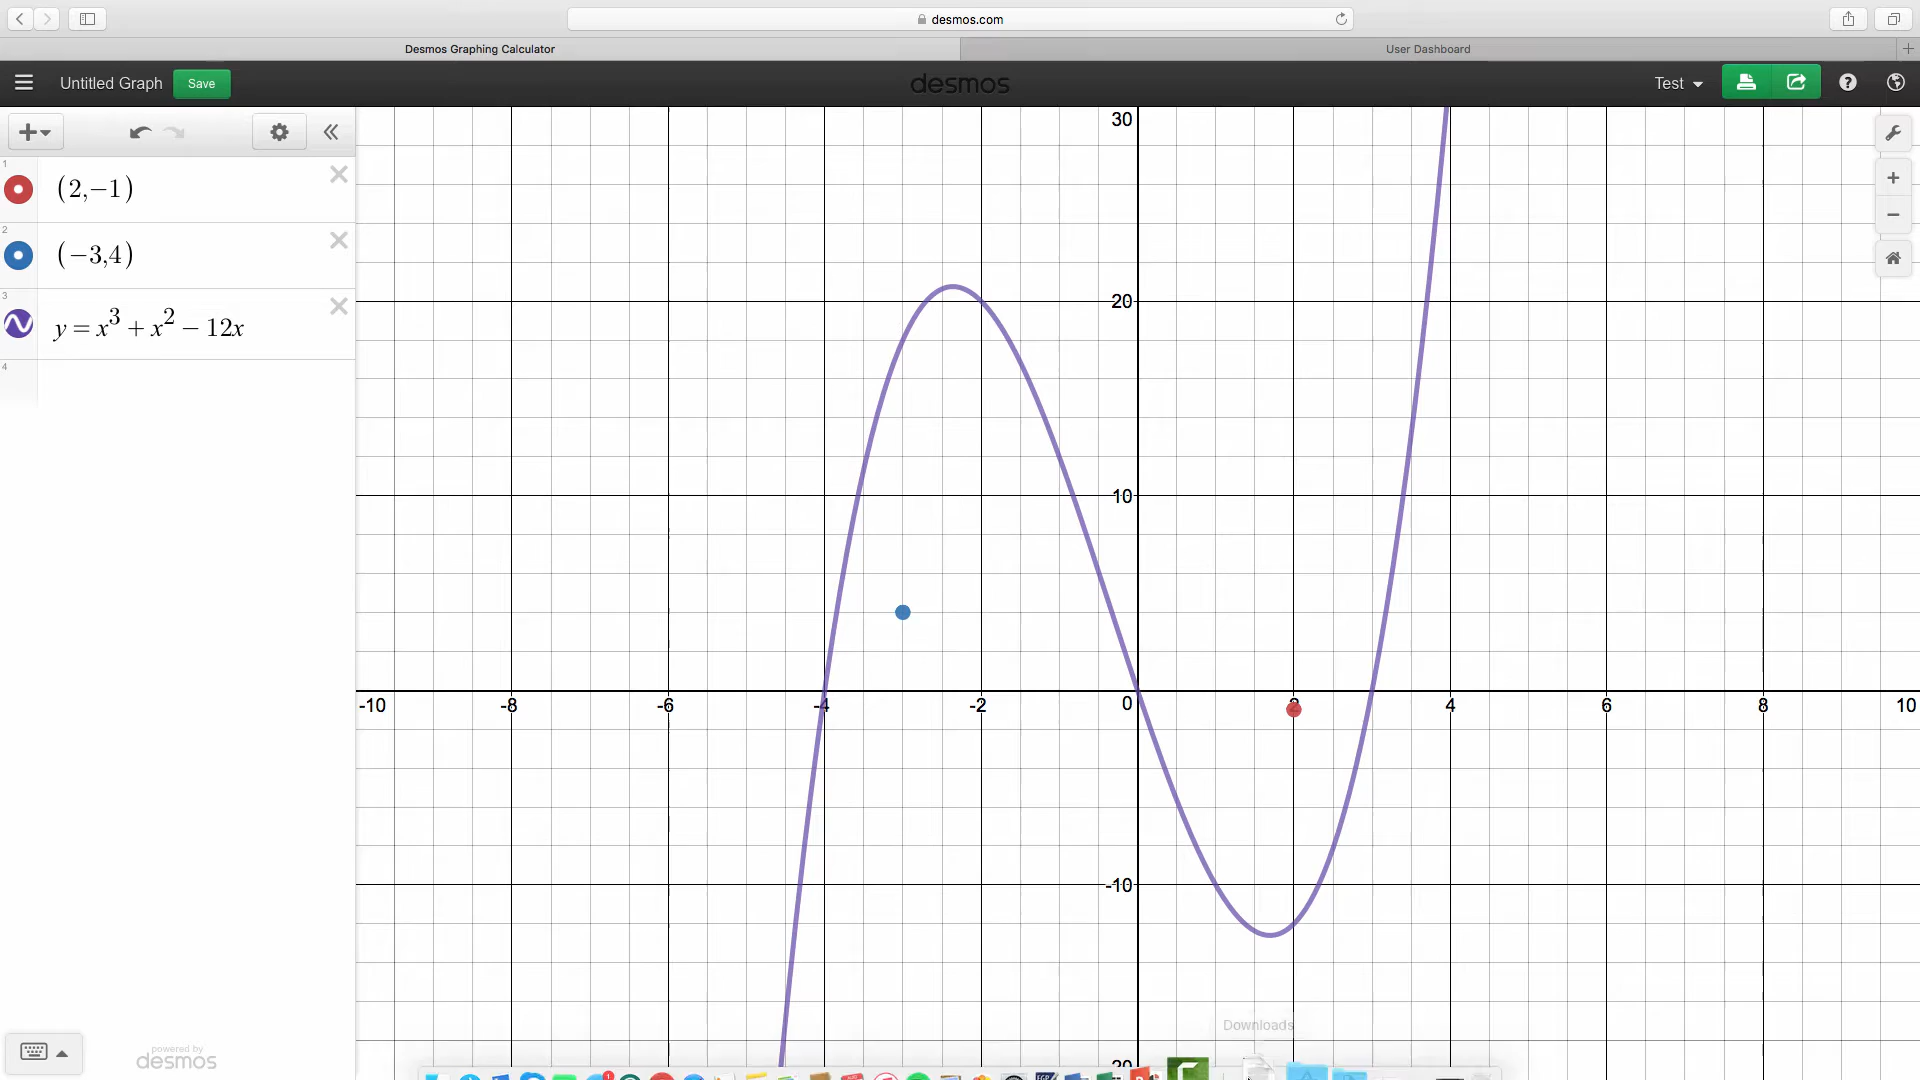 desmos.com
Desmos Graphing Calculator
User Dashboard
Untitled Graph
Save
desmos
Test
1
(2,−1)
2
(−3,4)
3
y = x³ + x² − 12x
4
30
20
10
-10
-10
-8
-6
-4
-2
0
2
4
6
8
10
Downloads
powered by
desmos